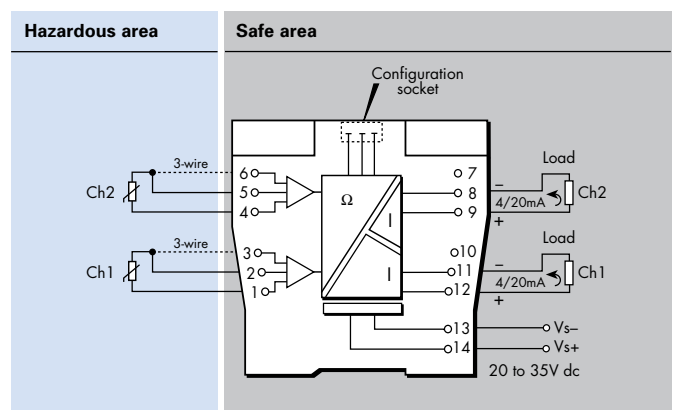 Hazardous area
Safe area
Configuration
socket
3-wire
6
5
4
Ch2
3-wire
3
2
1
Ch1
Ω
I
I
7
8
9
10
11
12
13
14
Load
–
4/20mA
+
Ch2
Load
–
4/20mA
+
Ch1
Vs–
Vs+
20 to 35V dc